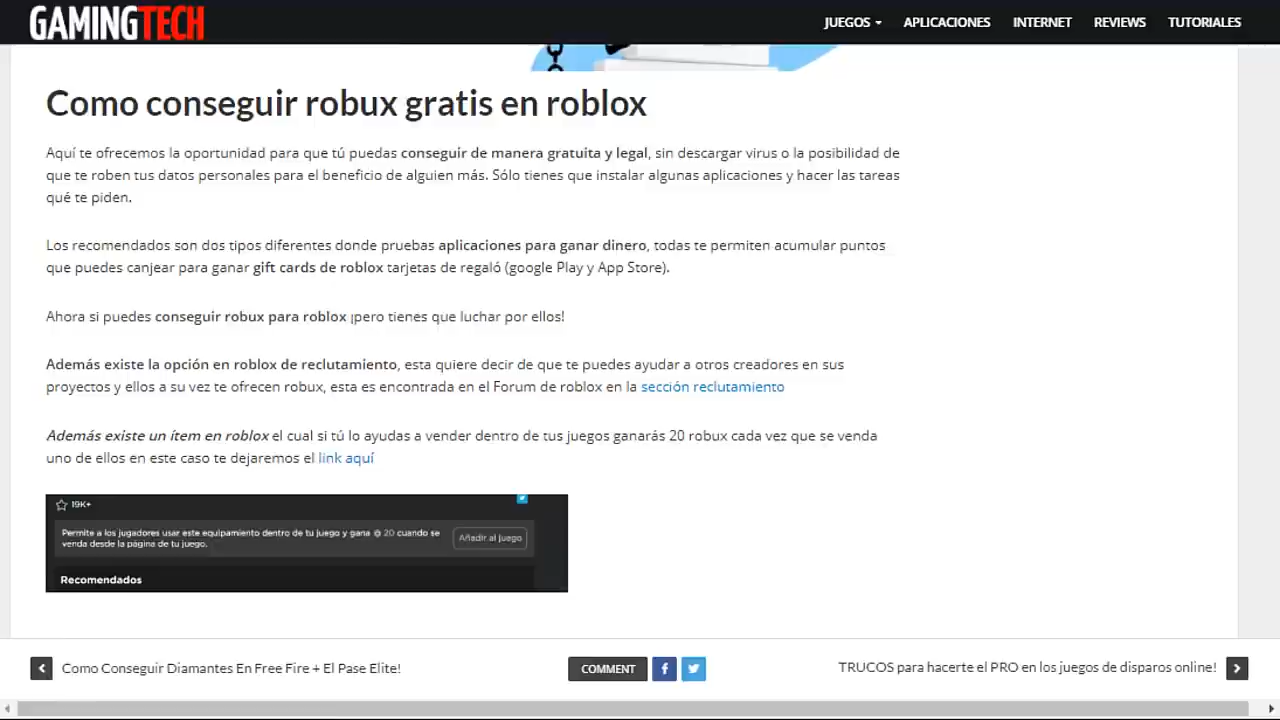 GAMINGTECH
JUEGOS
APLICACIONES
INTERNET
REVIEWS
TUTORIALES
Como conseguir robux gratis en roblox
Aquí te ofrecemos la oportunidad para que tú puedas conseguir de manera gratuita y legal, sin descargar virus o la posibilidad de
que te roben tus datos personales para el beneficio de alguien más. Sólo tienes que instalar algunas aplicaciones y hacer las tareas
qué te piden.
Los recomendados son dos tipos diferentes donde pruebas aplicaciones para ganar dinero, todas te permiten acumular puntos
que puedes canjear para ganar gift cards de roblox tarjetas de regaló (google Play y App Store).
Ahora si puedes conseguir robux para roblox ¡pero tienes que luchar por ellos!
Además existe la opción en roblox de reclutamiento, esta quiere decir de que te puedes ayudar a otros creadores en sus
proyectos y ellos a su vez te ofrecen robux, esta es encontrada en el Forum de roblox en la sección reclutamiento
Además existe un ítem en roblox el cual si tú lo ayudas a vender dentro de tus juegos ganarás 20 robux cada vez que se venda
uno de ellos en este caso te dejaremos el link aquí
19K+
Permite a los jugadores usar este equipamiento dentro de tu juego y gana 20 cuando se
venda desde la página de tu juego.
Añadir al juego
Recomendados
Como Conseguir Diamantes En Free Fire + El Pase Elite!
COMMENT
TRUCOS para hacerte el PRO en los juegos de disparos online!